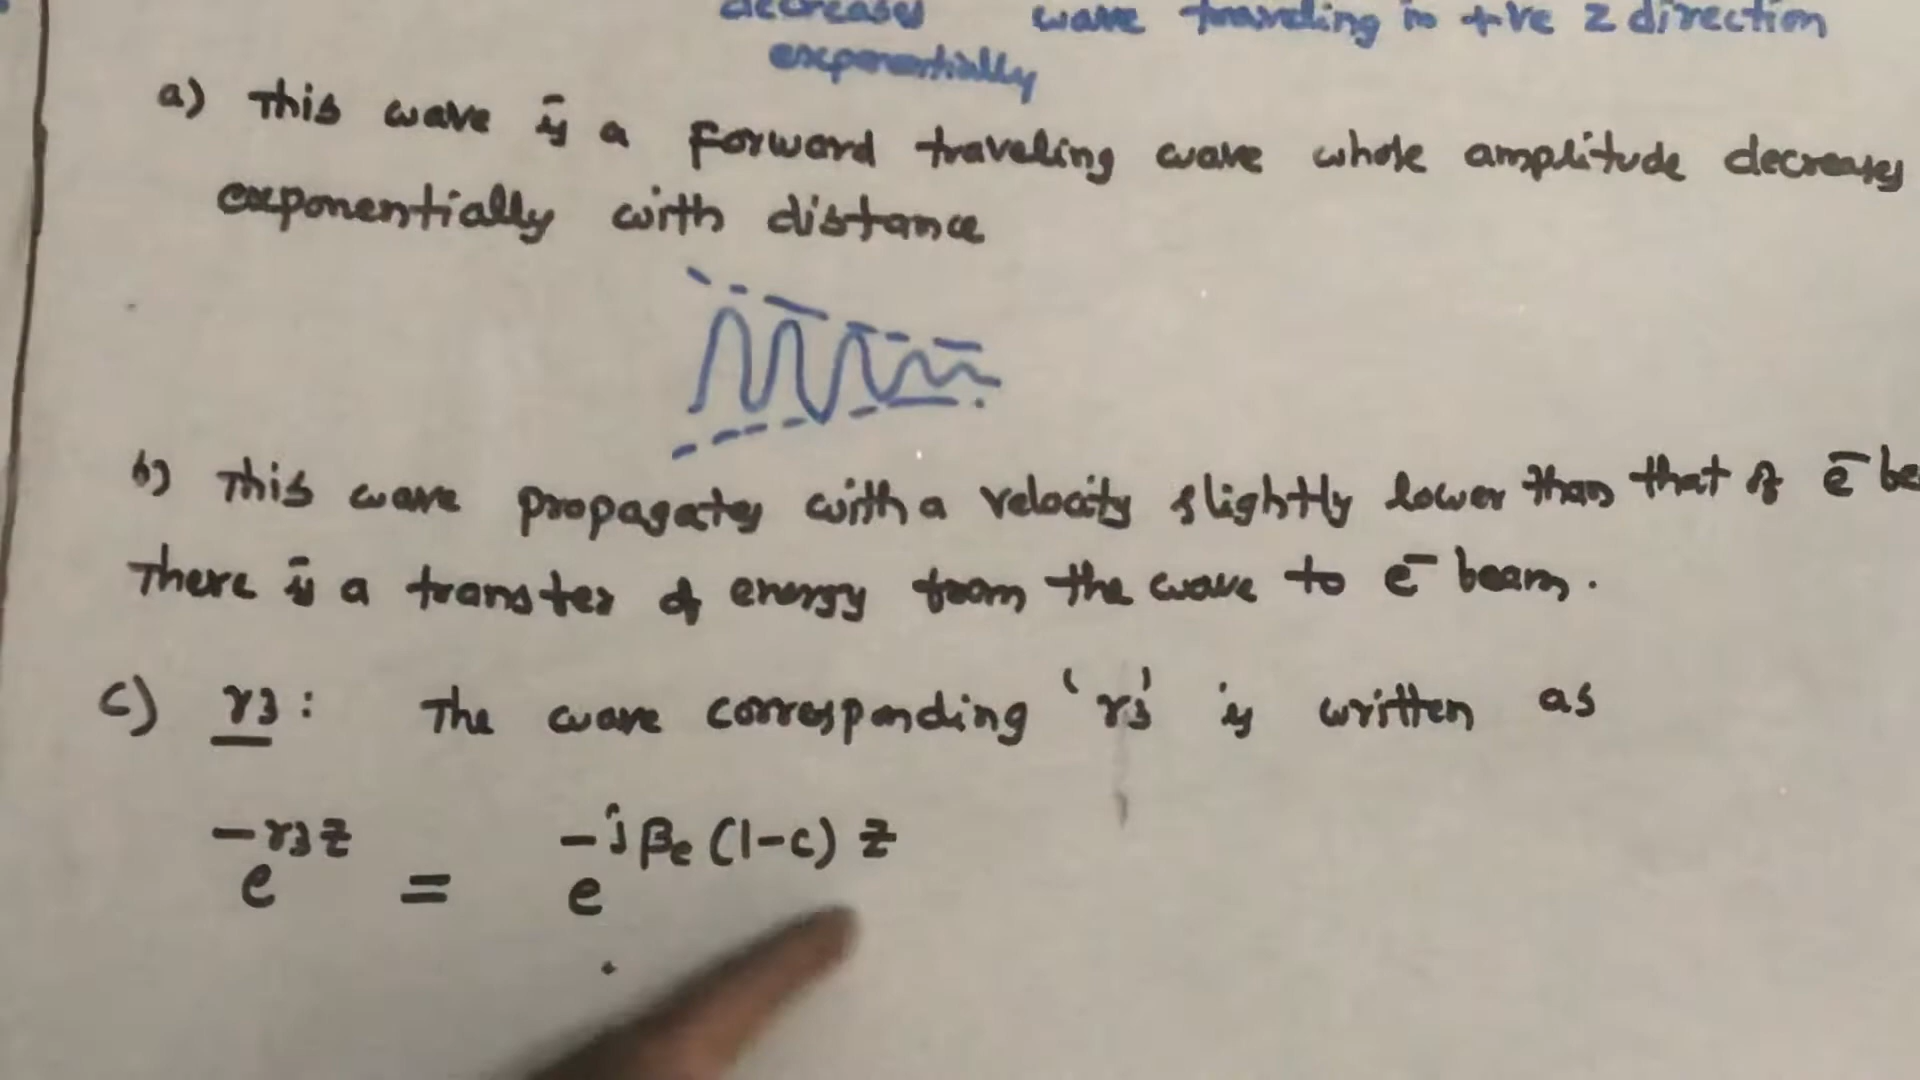 decreases wave traveling in +ve z direction
exponentially
a) This wave is a Forward traveling wave whose amplitude decreases
exponentially with distance
b) This wave propagates with a velocity slightly lower than that of e⁻ be
There is a transfer of energy from the wave to e⁻ beam.
c) γ3: The wave corresponding 'γ3' is written as
e^{-γ3z} = e^{-jβe(1-c)z}